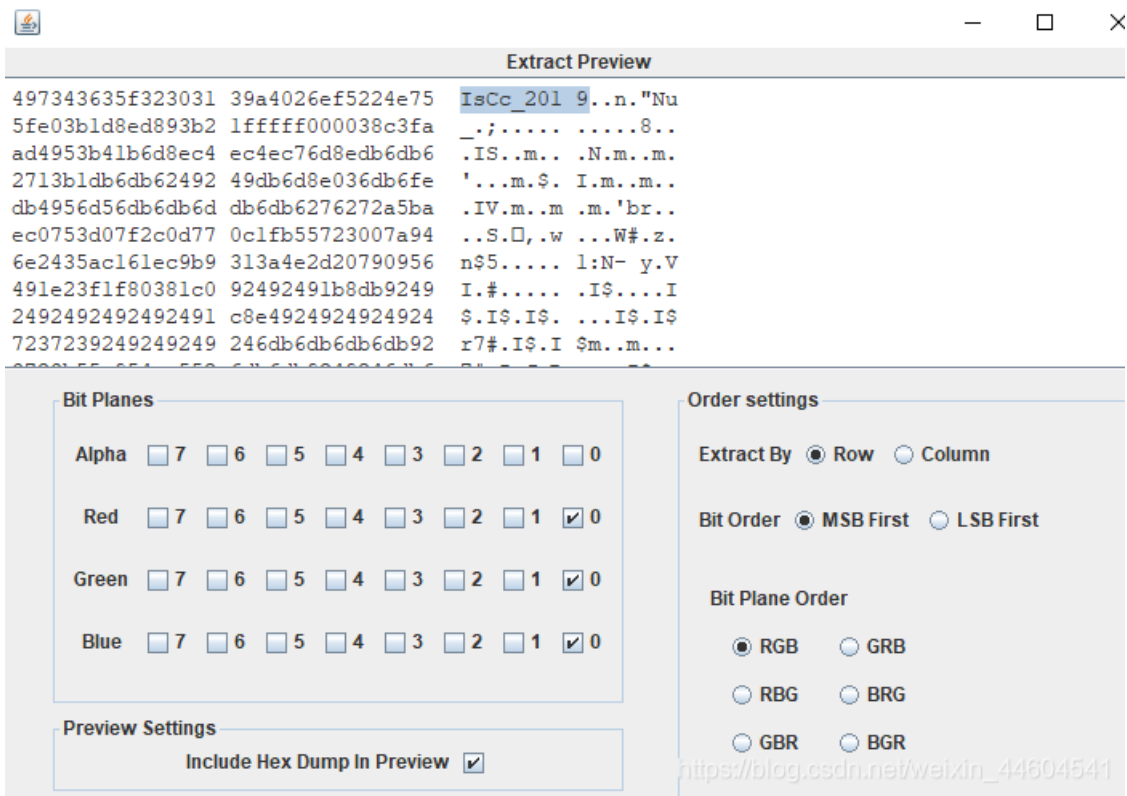 Extract Preview
497343635f323031 39a4026ef5224e75 IsCc_201 9..n."Nu
5fe03b1d8ed893b2 1fffff000038c3fa _.;..... .....8..
ad4953b41b6d8ec4 ec4ec76d8edb6db6 .IS..m.. .N.m..m.
2713b1db6db62492 49db6d8e036db6fe '...m.$. I.m..m..
db4956d56db6db6d db6db6276272a5ba .IV.m..m .m.'br..
ec0753d07f2c0d77 0c1fb55723007a94 ..S.□,.w ...W#.z.
6e2435ac161ec9b9 313a4e2d20790956 n$5..... 1:N- y.V
491e23f1f80381c0 92492491b8db9249 I.#..... .I$....I
2492492492492491 c8e4924924924924 $.I$.I$. ...I$.I$
7237239249249249 246db6db6db6db92 r7#.I$.I $m..m...
Bit Planes
Alpha 7 6 5 4 3 2 1 0
Red 7 6 5 4 3 2 1 0
Green 7 6 5 4 3 2 1 0
Blue 7 6 5 4 3 2 1 0
Preview Settings
Include Hex Dump In Preview
Order settings
Extract By Row Column
Bit Order MSB First LSB First
Bit Plane Order
RGB GRB
RBG BRG
GBR BGR
https://blog.csdn.net/weixin_44604541